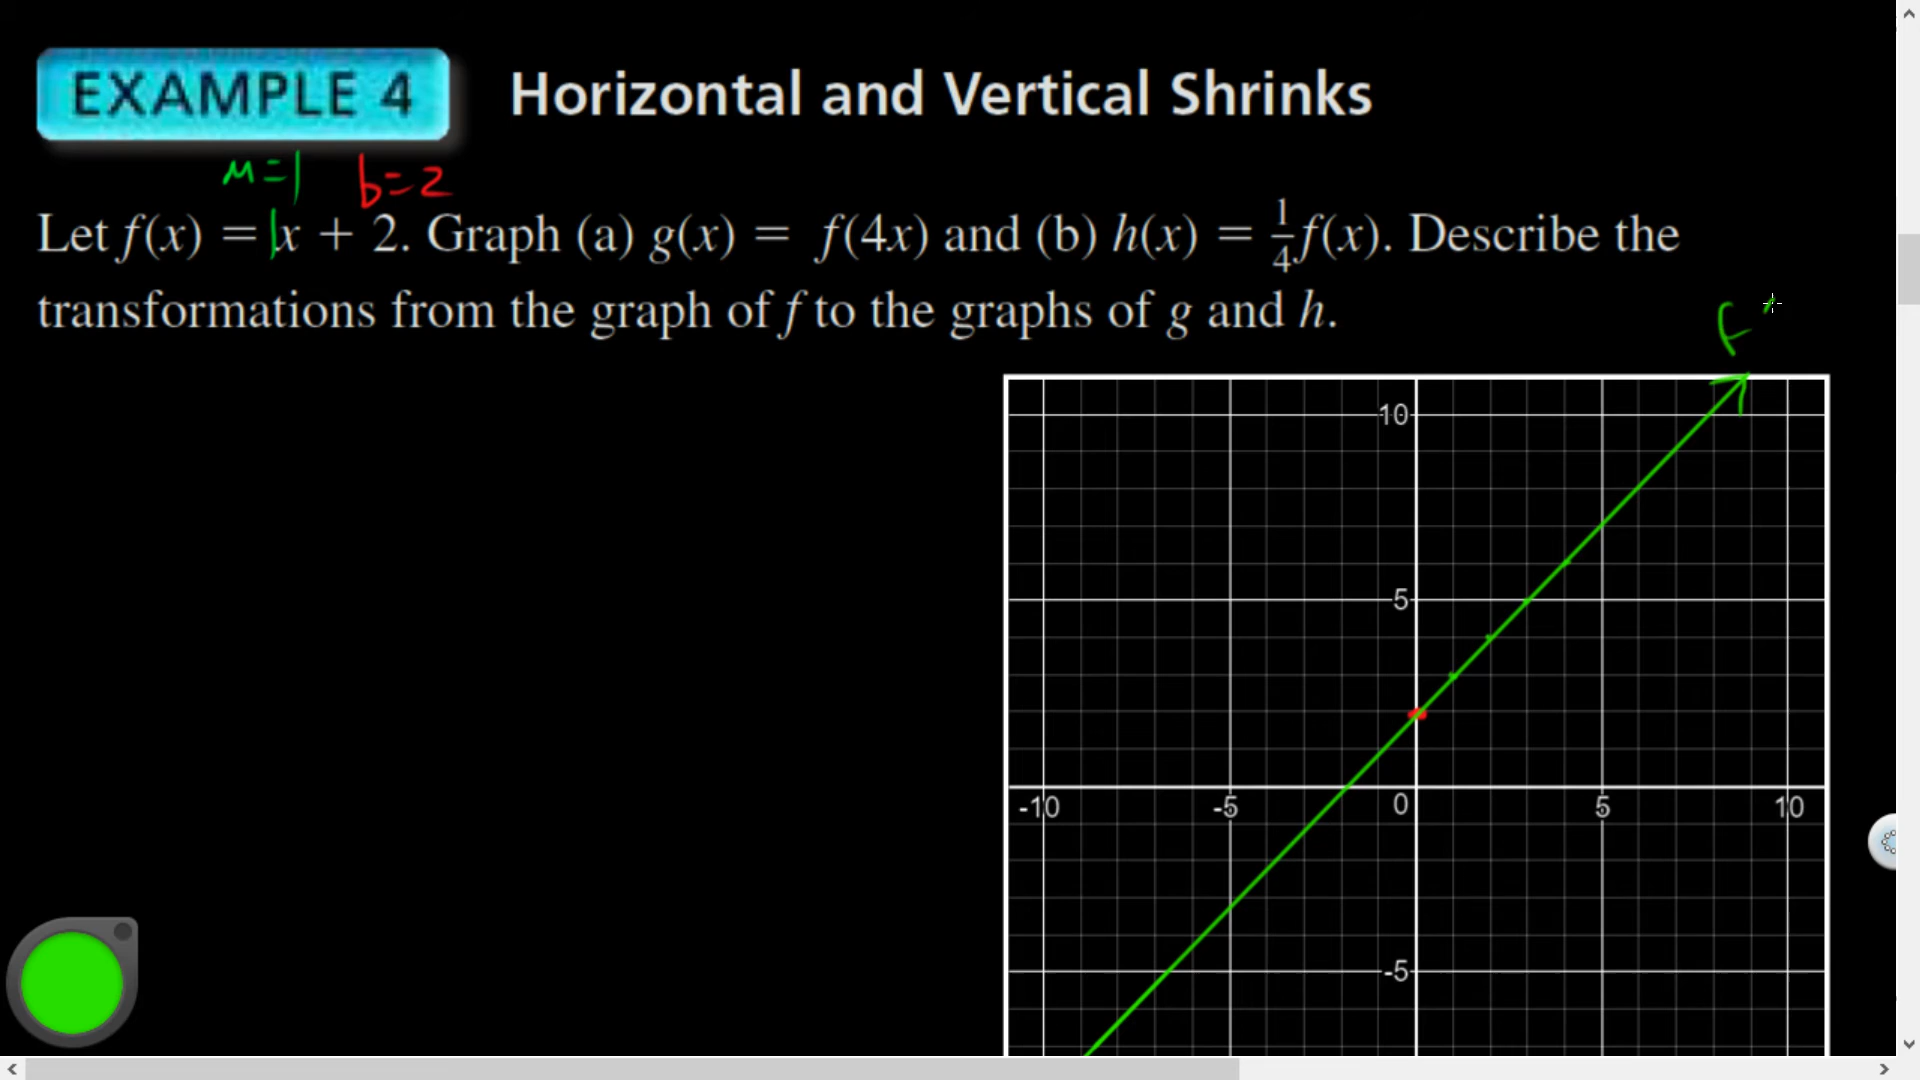 EXAMPLE 4 Horizontal and Vertical Shrinks
m=1 b=2
Let f(x) = 1x + 2. Graph (a) g(x) = f(4x) and (b) h(x) = 1/4 f(x). Describe the
transformations from the graph of f to the graphs of g and h.
f
10
5
-10 -5 0 5 10
-5